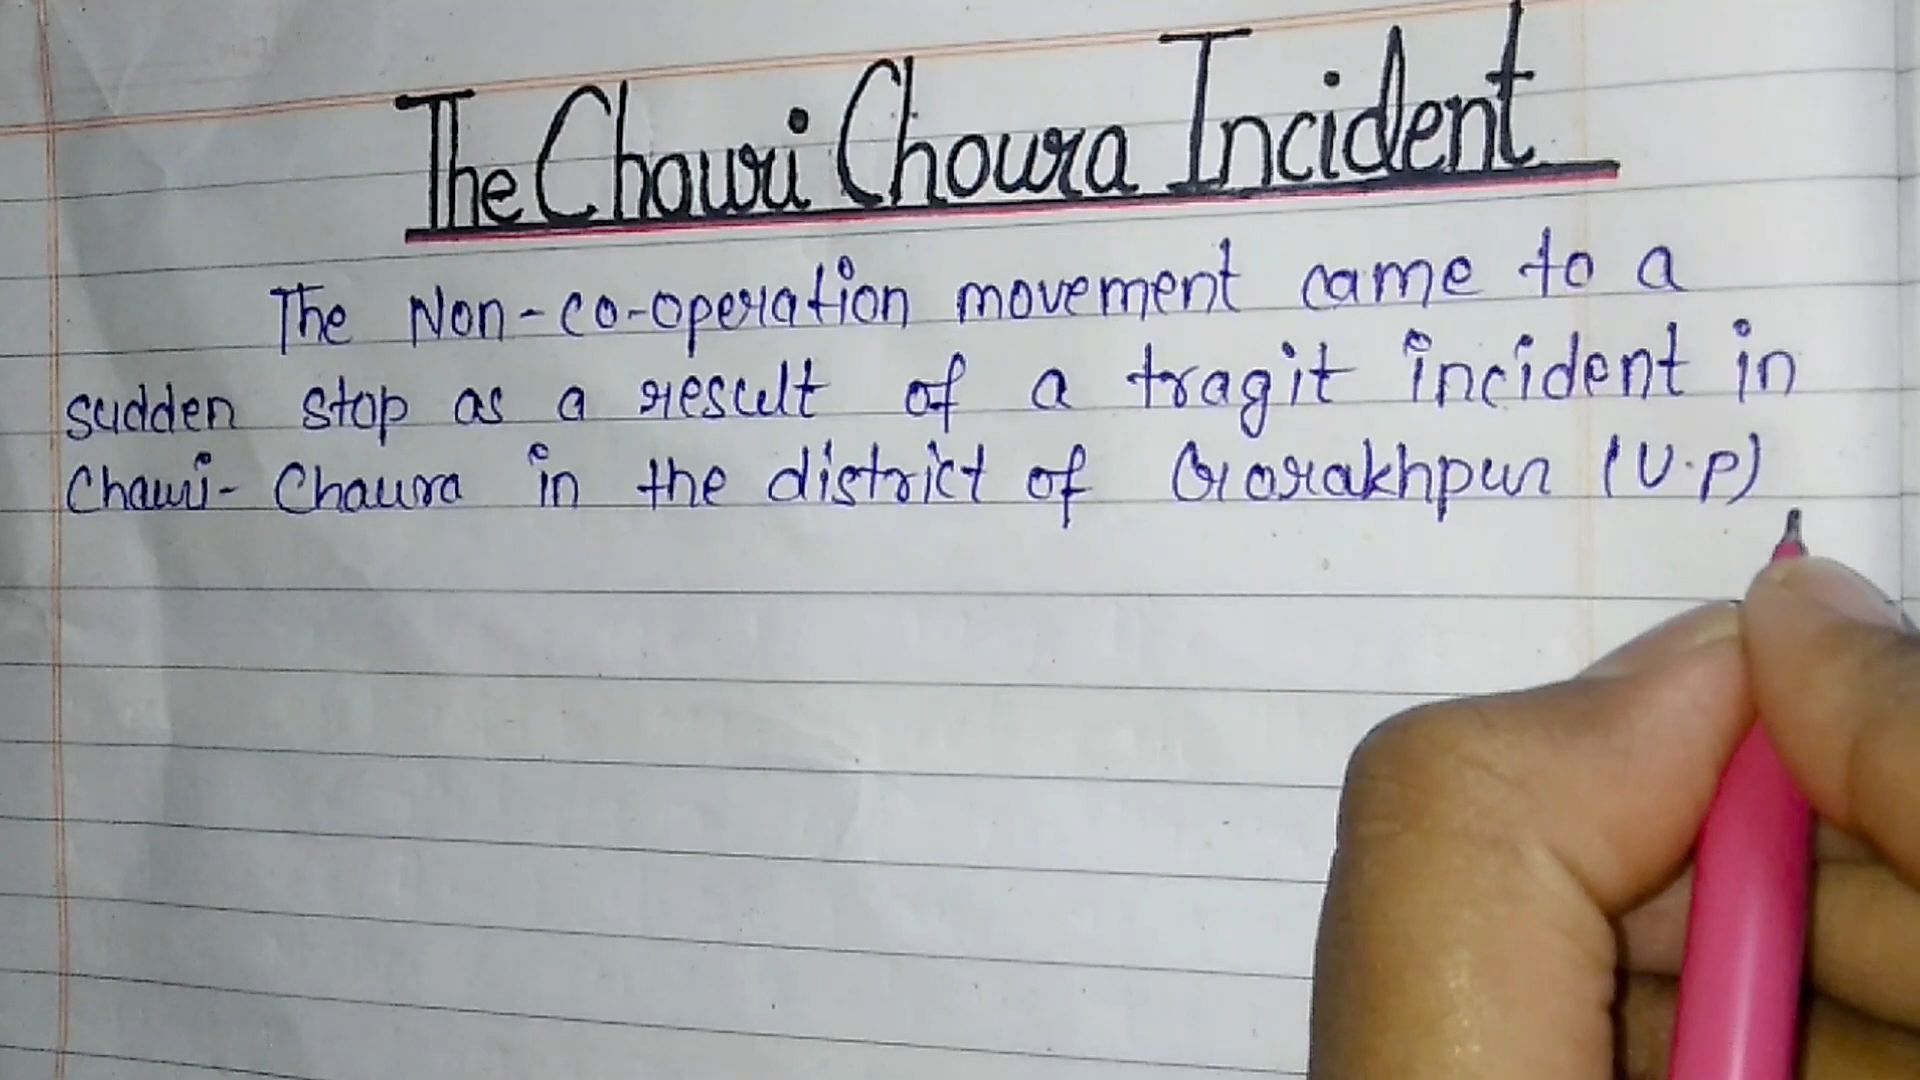 The Chauri Choura Incident
The Non-co-operation movement came to a
sudden stop as a result of a tragit incident in
Chauri-Chaura in the district of Gorakhpur (U.P)